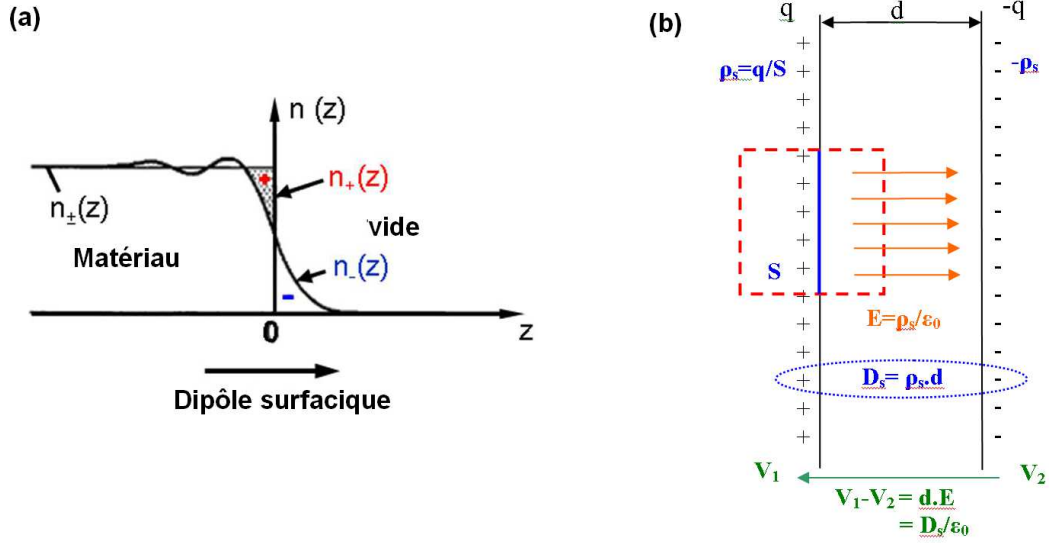 (a)
n (z)
n₊(z)
n±(z)
vide
Matériau
n₋(z)
+
-
0
z
Dipôle surfacique
(b)
q
d
-q
ρₛ=q/S
-ρₛ
S
E=ρₛ/ε₀
Dₛ= ρₛ.d
V₁
V₂
V₁-V₂ = d.E
= Dₛ/ε₀